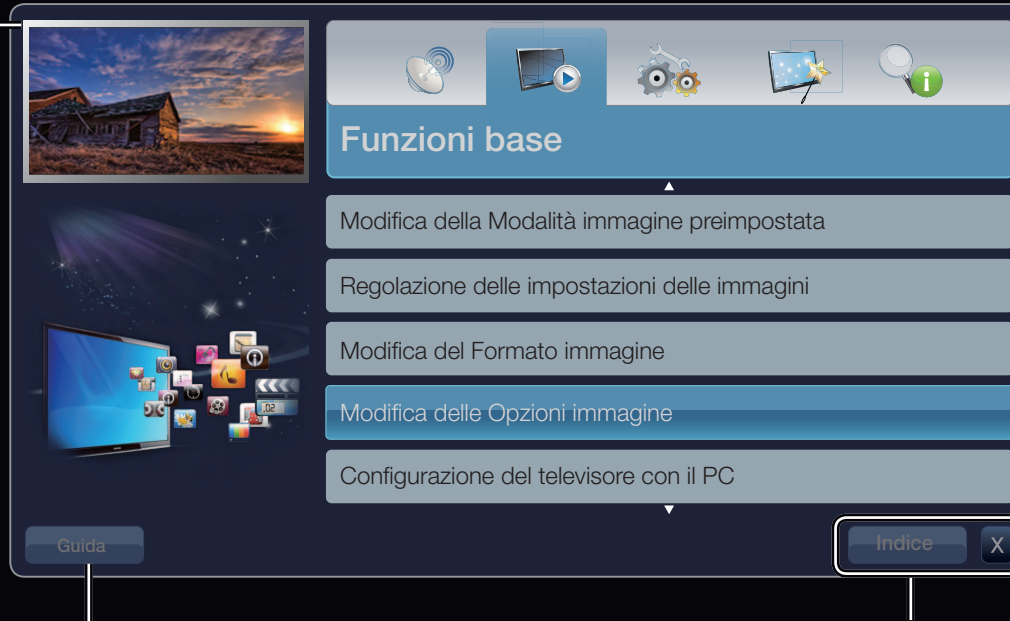 Funzioni base
Modifica della Modalità immagine preimpostata
Regolazione delle impostazioni delle immagini
Modifica del Formato immagine
Modifica delle Opzioni immagine
Configurazione del televisore con il PC
Guida
Indice X